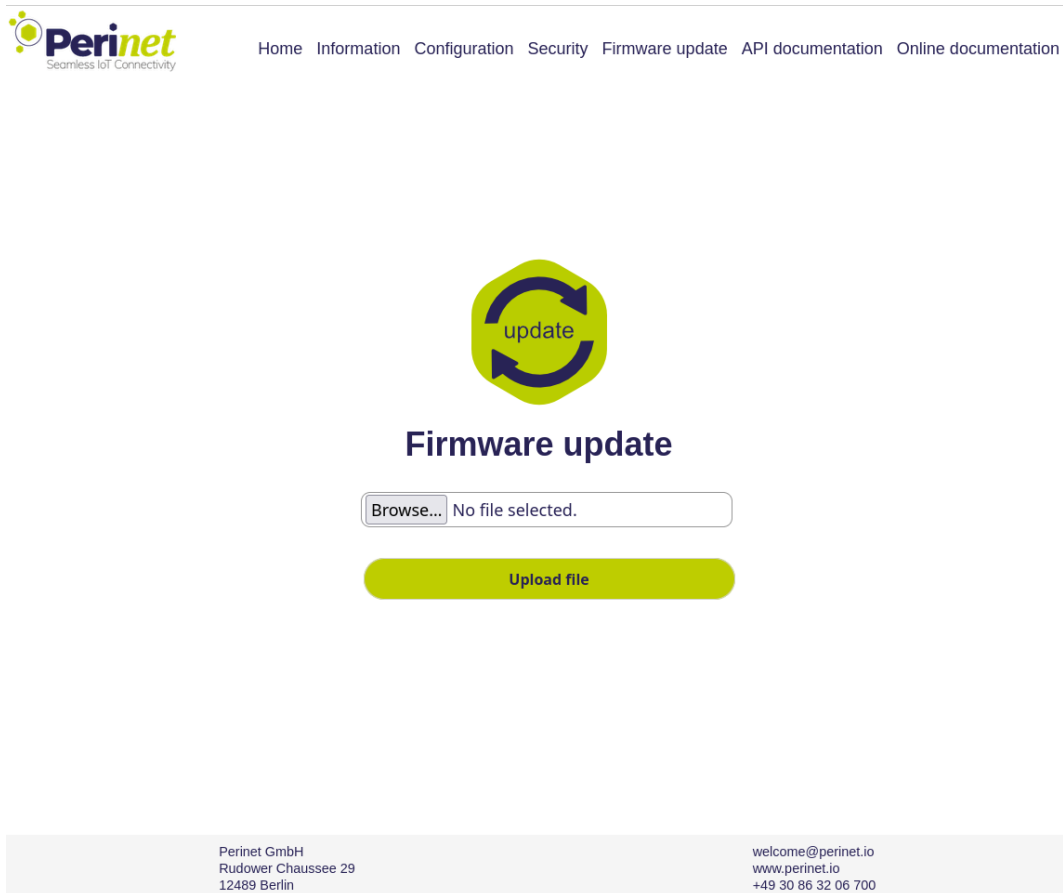 Perinet
Seamless IoT Connectivity
Home Information Configuration Security Firmware update API documentation Online documentation
update
Firmware update
Browse... No file selected.
Upload file
Perinet GmbH
Rudower Chaussee 29
12489 Berlin
welcome@perinet.io
www.perinet.io
+49 30 86 32 06 700